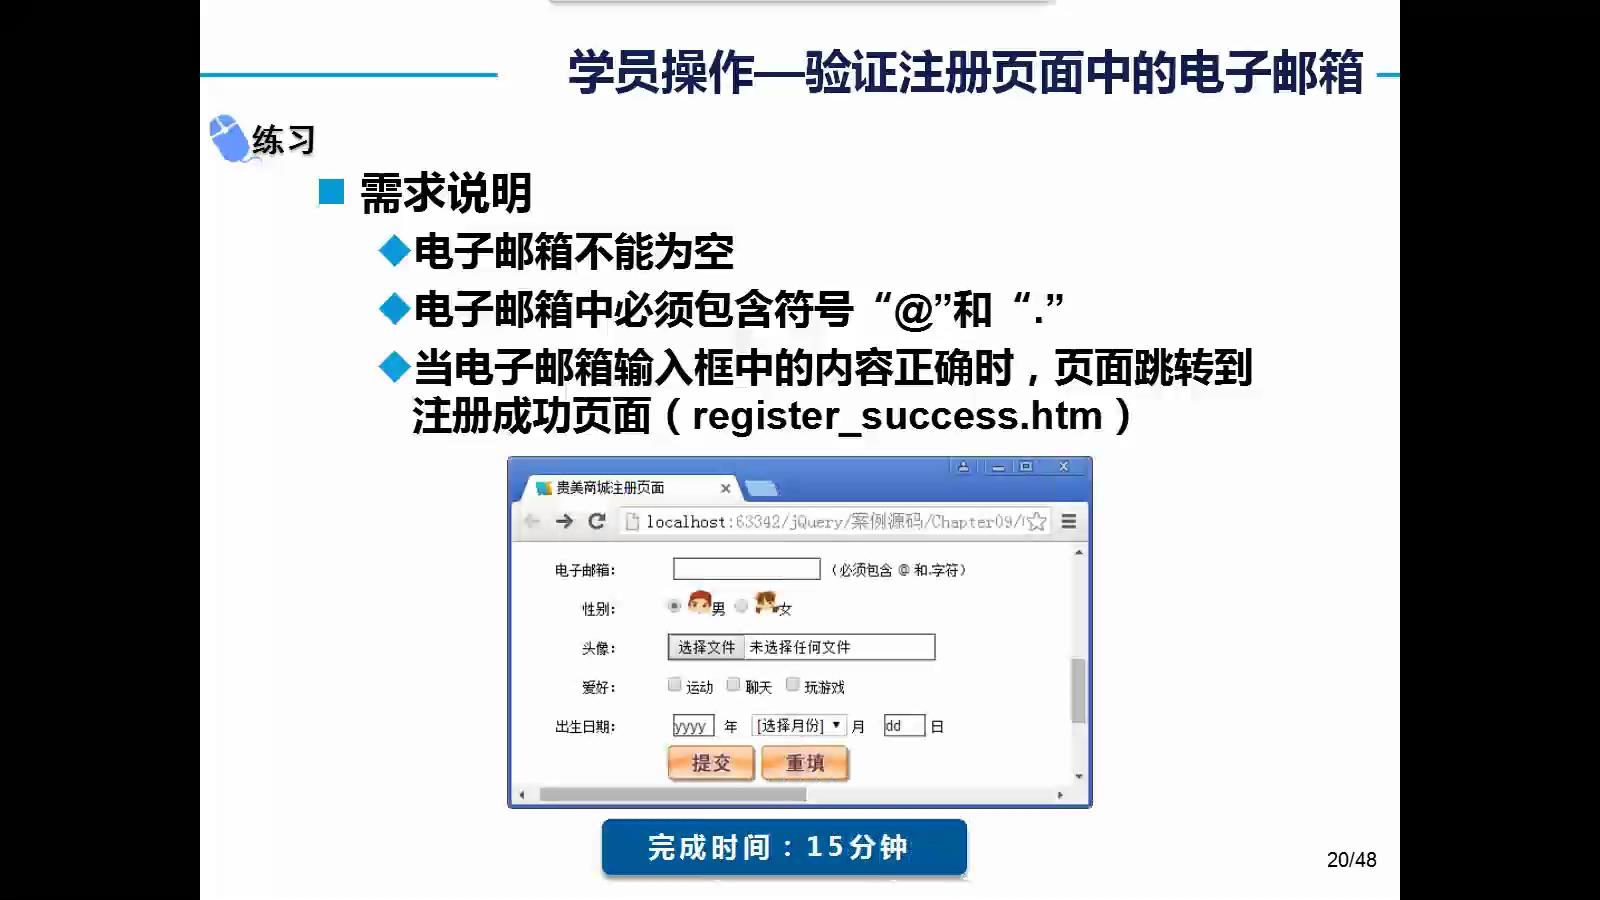 学员操作—验证注册页面中的电子邮箱
练习
需求说明
电子邮箱不能为空
电子邮箱中必须包含符号“@”和“.”
当电子邮箱输入框中的内容正确时，页面跳转到
注册成功页面（register_success.htm）
贵美商城注册页面
localhost:63342/jQuery/案例源码/Chapter09/
电子邮箱： （必须包含 @ 和.字符）
性别： 男 女
头像： 选择文件 未选择任何文件
爱好： 运动 聊天 玩游戏
出生日期： yyyy 年 [选择月份] 月 dd 日
提交 重填
完成时间：15分钟
20/48